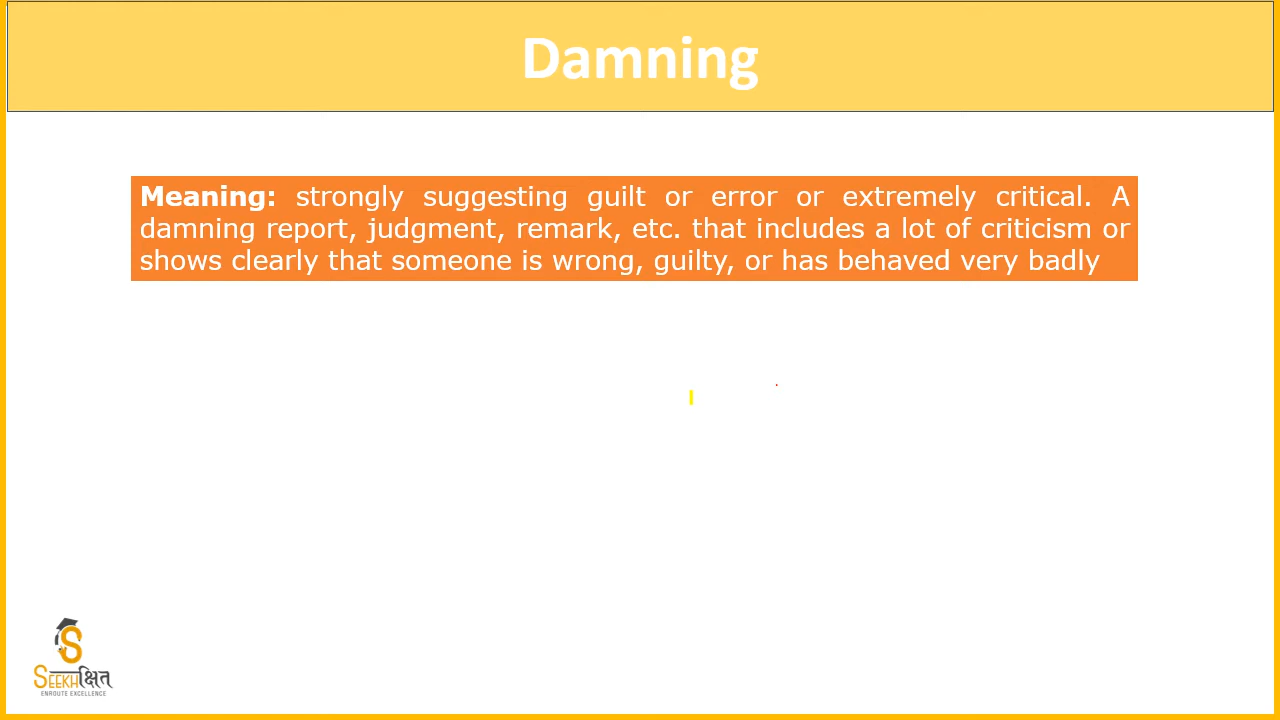 Damning
Meaning: strongly suggesting guilt or error or extremely critical. A
damning report, judgment, remark, etc. that includes a lot of criticism or
shows clearly that someone is wrong, guilty, or has behaved very badly
S
SEEKHक्षित
ENROUTE EXCELLENCE